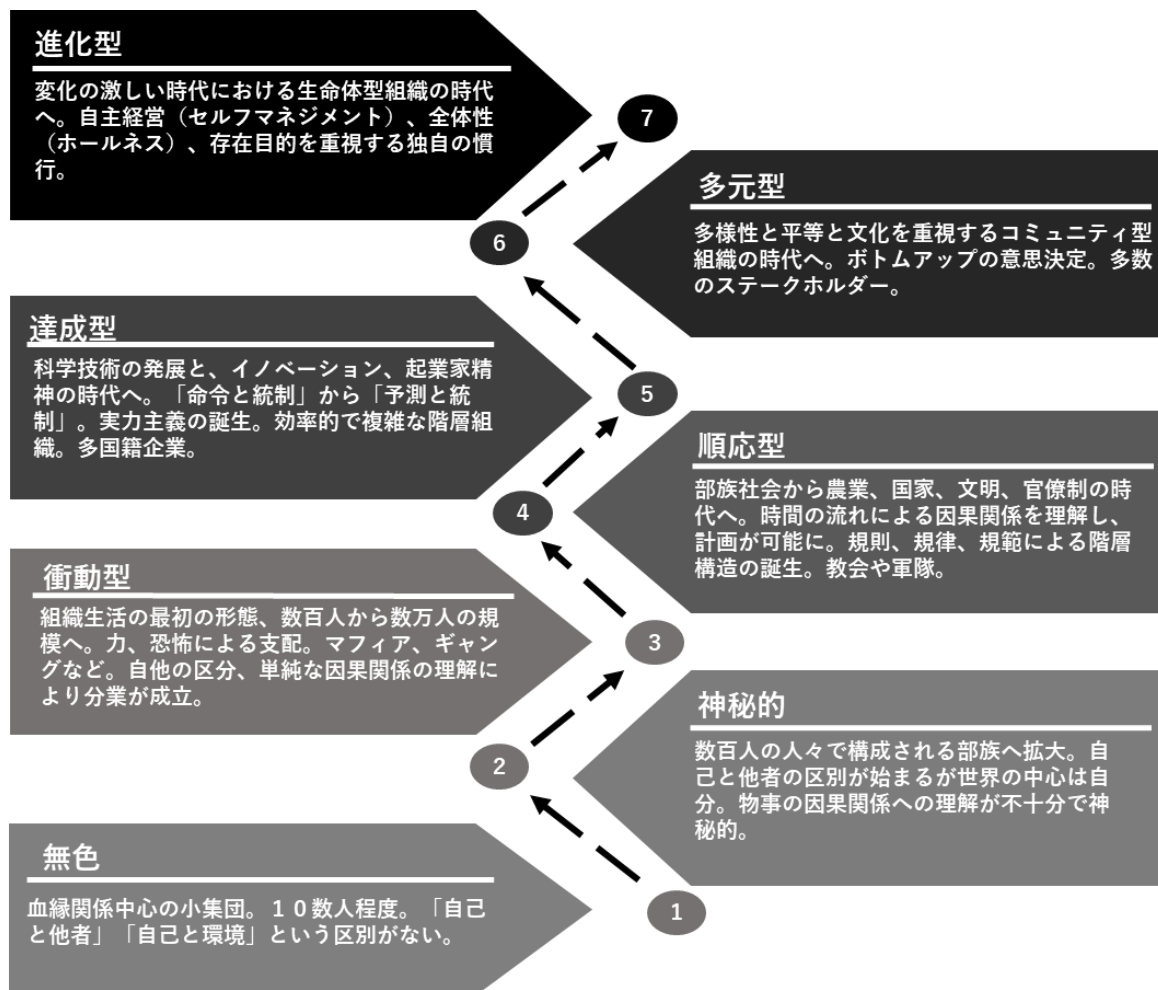 進化型
変化の激しい時代における生命体型組織の時代
へ。自主経営（セルフマネジメント）、全体性
（ホールネス）、存在目的を重視する独自の慣
行。
7
多元型
多様性と平等と文化を重視するコミュニティ型
組織の時代へ。ボトムアップの意思決定。多数
のステークホルダー。
6
達成型
科学技術の発展と、イノベーション、起業家精
神の時代へ。「命令と統制」から「予測と統
制」。実力主義の誕生。効率的で複雑な階層組
織。多国籍企業。
5
順応型
部族社会から農業、国家、文明、官僚制の時
代へ。時間の流れによる因果関係を理解し、
計画が可能に。規則、規律、規範による階層
構造の誕生。教会や軍隊。
4
衝動型
組織生活の最初の形態、数百人から数万人の規
模へ。力、恐怖による支配。マフィア、ギャン
グなど。自他の区分、単純な因果関係の理解に
より分業が成立。
3
神秘的
数百人の人々で構成される部族へ拡大。自
己と他者の区別が始まるが世界の中心は自
分。物事の因果関係への理解が不十分で神
秘的。
2
無色
血縁関係中心の小集団。１０数人程度。「自己
と他者」「自己と環境」という区別がない。
1